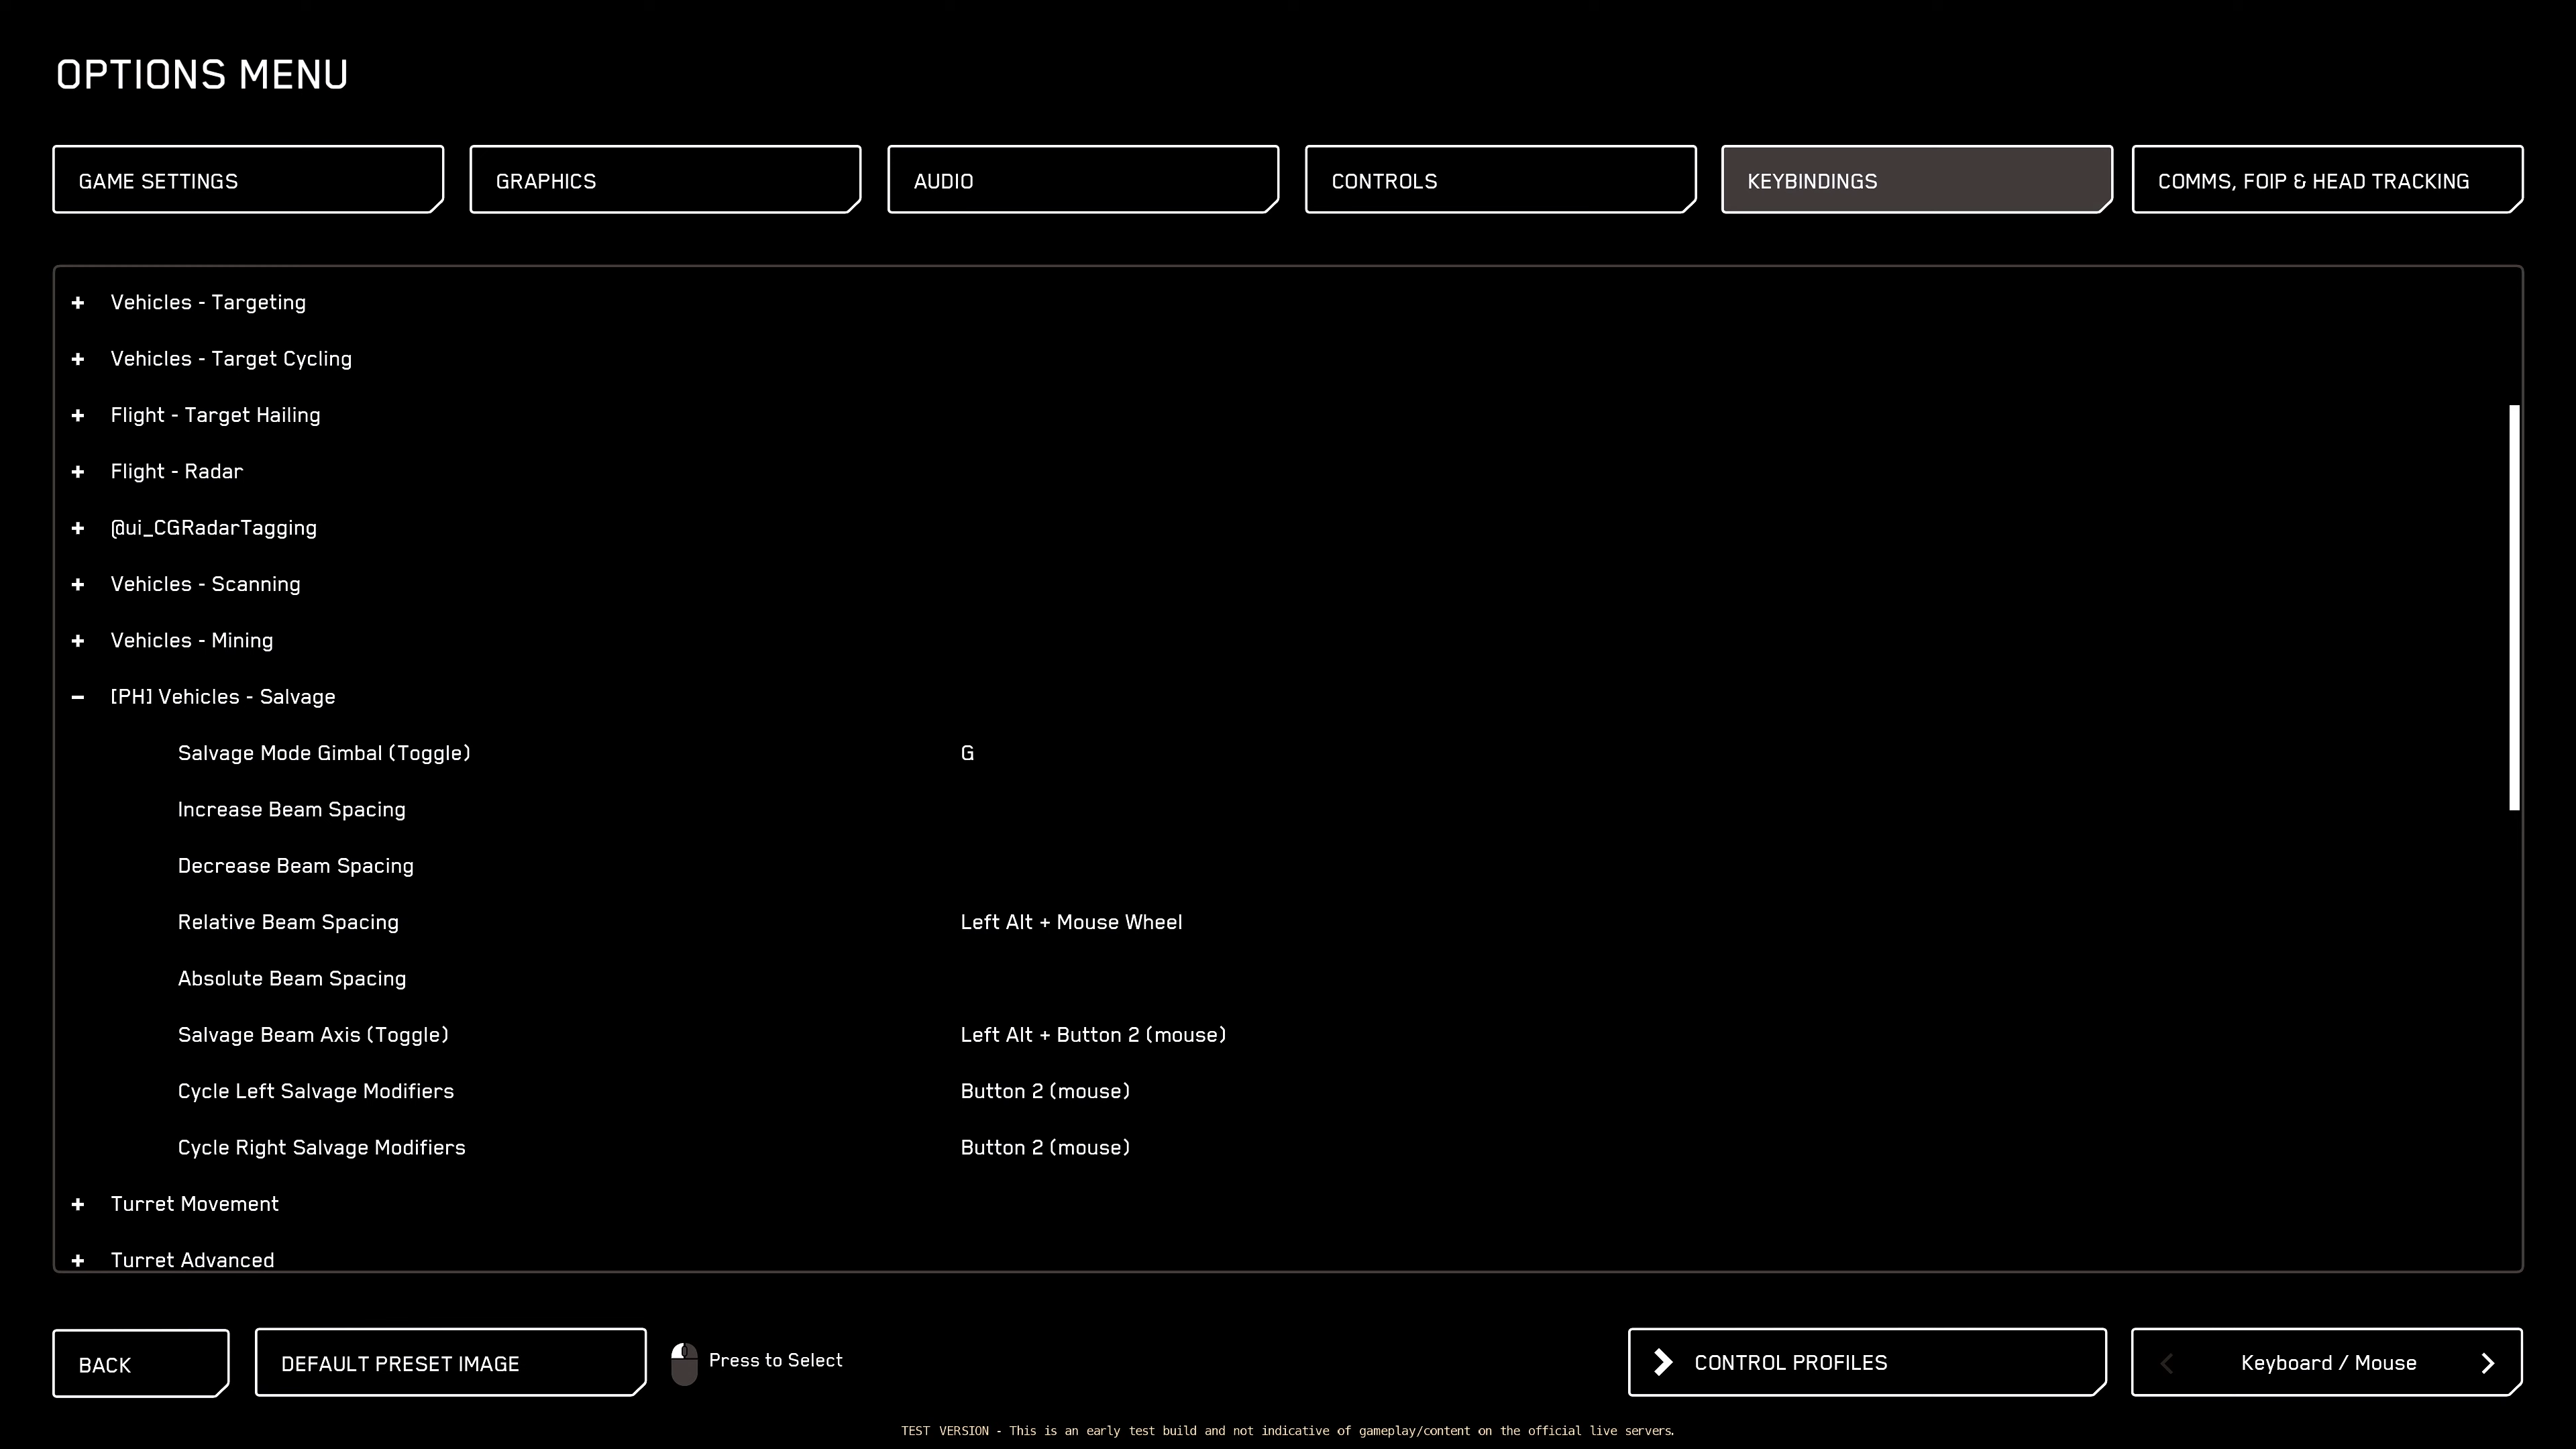 OPTIONS MENU
GAME SETTINGS
GRAPHICS
AUDIO
CONTROLS
KEYBINDINGS
COMMS, FOIP & HEAD TRACKING
+ Vehicles - Targeting
+ Vehicles - Target Cycling
+ Flight - Target Hailing
+ Flight - Radar
+ @ui_CGRadarTagging
+ Vehicles - Scanning
+ Vehicles - Mining
- [PH] Vehicles - Salvage
Salvage Mode Gimbal (Toggle) G
Increase Beam Spacing
Decrease Beam Spacing
Relative Beam Spacing Left Alt + Mouse Wheel
Absolute Beam Spacing
Salvage Beam Axis (Toggle) Left Alt + Button 2 (mouse)
Cycle Left Salvage Modifiers Button 2 (mouse)
Cycle Right Salvage Modifiers Button 2 (mouse)
+ Turret Movement
+ Turret Advanced
BACK
DEFAULT PRESET IMAGE
Press to Select
CONTROL PROFILES
Keyboard / Mouse
TEST VERSION - This is an early test build and not indicative of gameplay/content on the official live servers.